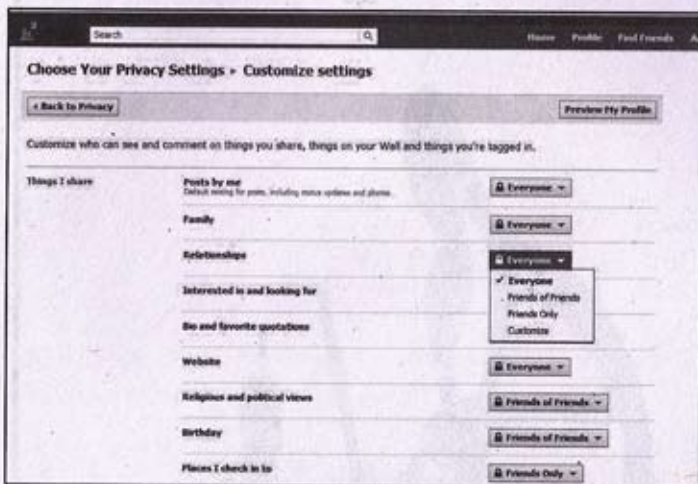 2
Search
Home Profile Find Friends A
Choose Your Privacy Settings ▸ Customize settings
‹ Back to Privacy
Preview My Profile
Customize who can see and comment on things you share, things on your Wall and things you're tagged in.
Things I share
Posts by me
Default setting for posts, including status updates and photos
Everyone
Family
Everyone
Relationships
Everyone
✓ Everyone
Friends of Friends
Friends Only
Customize
Interested in and looking for
Bio and favorite quotations
Website
Everyone
Religious and political views
Friends of Friends
Birthday
Friends of Friends
Places I check in to
Friends Only